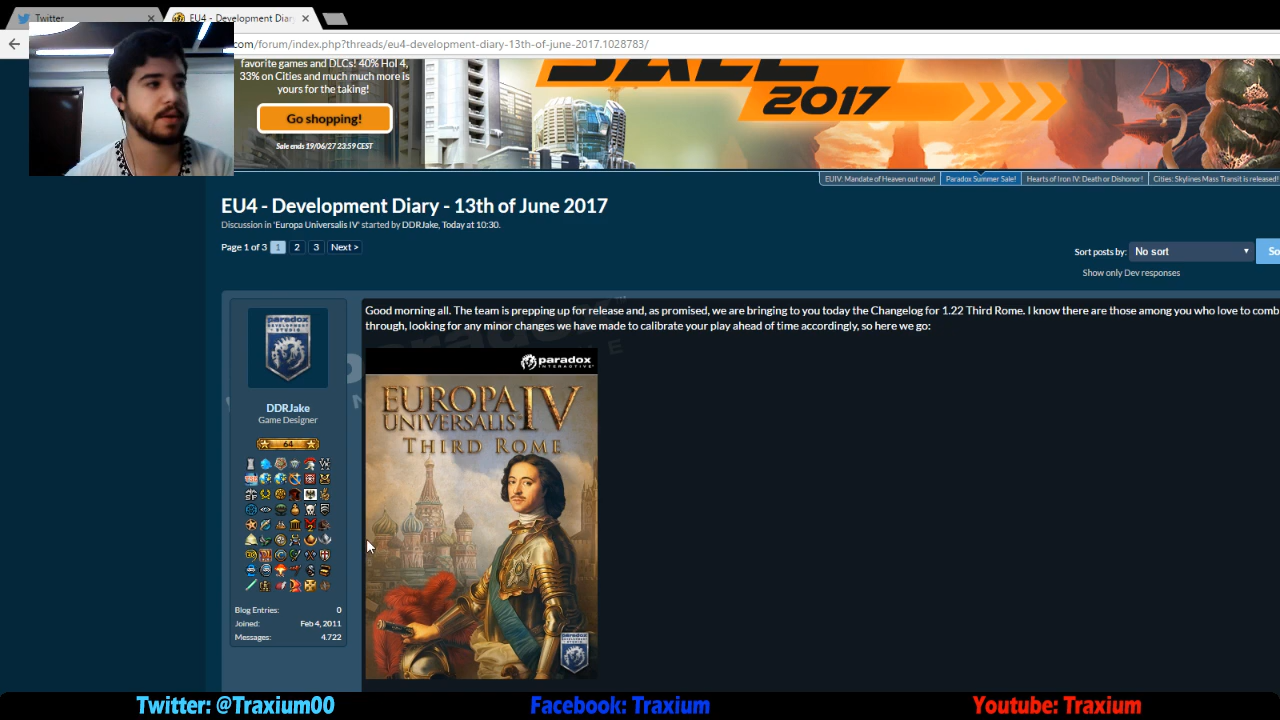 Twitter
EU4 - Development Diar
com/forum/index.php?threads/eu4-development-diary-13th-of-june-2017.1028783/
favorite games and DLCs! 40% HoI 4,
33% on Cities and much much more is
yours for the taking!
Go shopping!
Sale ends 19/06/27 23:59 CEST
SALE
2017
EUIV: Mandate of Heaven out now!
Paradox Summer Sale!
Hearts of Iron IV: Death or Dishonor!
Cities: Skylines Mass Transit is released!
EU4 - Development Diary - 13th of June 2017
Discussion in 'Europa Universalis IV' started by DDRJake, Today at 10:30.
Page 1 of 3 1 2 3 Next >
Sort posts by: No sort
So
Show only Dev responses
Good morning all. The team is prepping up for release and, as promised, we are bringing to you today the Changelog for 1.22 Third Rome. I know there are those among you who love to comb
through, looking for any minor changes we have made to calibrate your play ahead of time accordingly, so here we go:
paradox
INTERACTIVE
EUROPA
UNIVERSALIS IV
THIRD ROME
paradox
DDRJake
Game Designer
64
Blog Entries: 0
Joined: Feb 4, 2011
Messages: 4.722
Twitter: @Traxium00
Facebook: Traxium
Youtube: Traxium